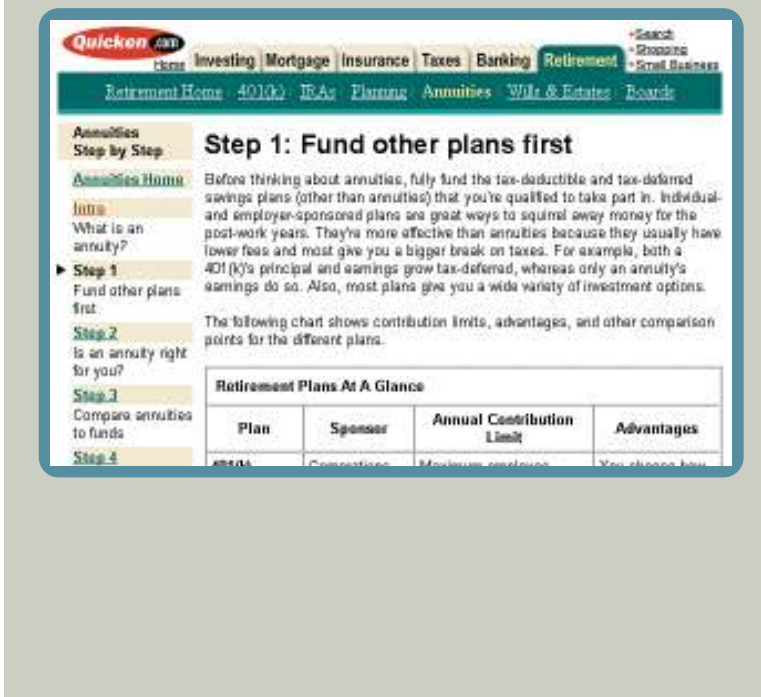 Quicken .com
Home Investing Mortgage Insurance Taxes Banking Retirement
Search
Shopping
Small Business
Retirement Home 401(k) IRAs Planning Annuities Wills & Estates Boards
Annuities
Step by Step
Annuities Home
Intro
What is an
annuity?
Step 1
Fund other plans
first
Step 2
Is an annuity right
for you?
Step 3
Compare annuities
to funds
Step 4
Step 1: Fund other plans first
Before thinking about annuities, fully fund the tax-deductible and tax-deferred
savings plans (other than annuities) that you're qualified to take part in. Individual-
and employer-sponsored plans are great ways to squirrel away money for the
post-work years. They're more effective than annuities because they usually have
lower fees and most give you a bigger break on taxes. For example, both a
401(k)'s principal and earnings grow tax-deferred, whereas only an annuity's
earnings do so. Also, most plans give you a wide variety of investment options.
The following chart shows contribution limits, advantages, and other comparison
points for the different plans.
Retirement Plans At A Glance
Plan Sponsor Annual Contribution Limit Advantages
401(k) Corporations Maximum employee You choose how